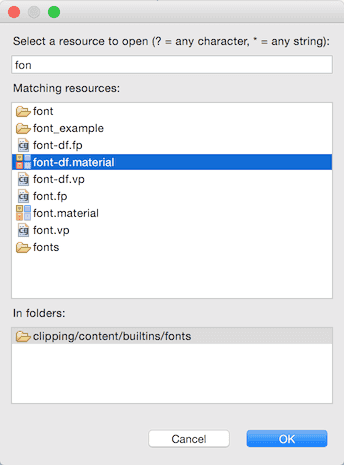 Select a resource to open (? = any character, * = any string):
fon
Matching resources:
font
font_example
font-df.fp
font-df.material
font-df.vp
font.fp
font.material
font.vp
fonts
In folders:
clipping/content/builtins/fonts
Cancel
OK